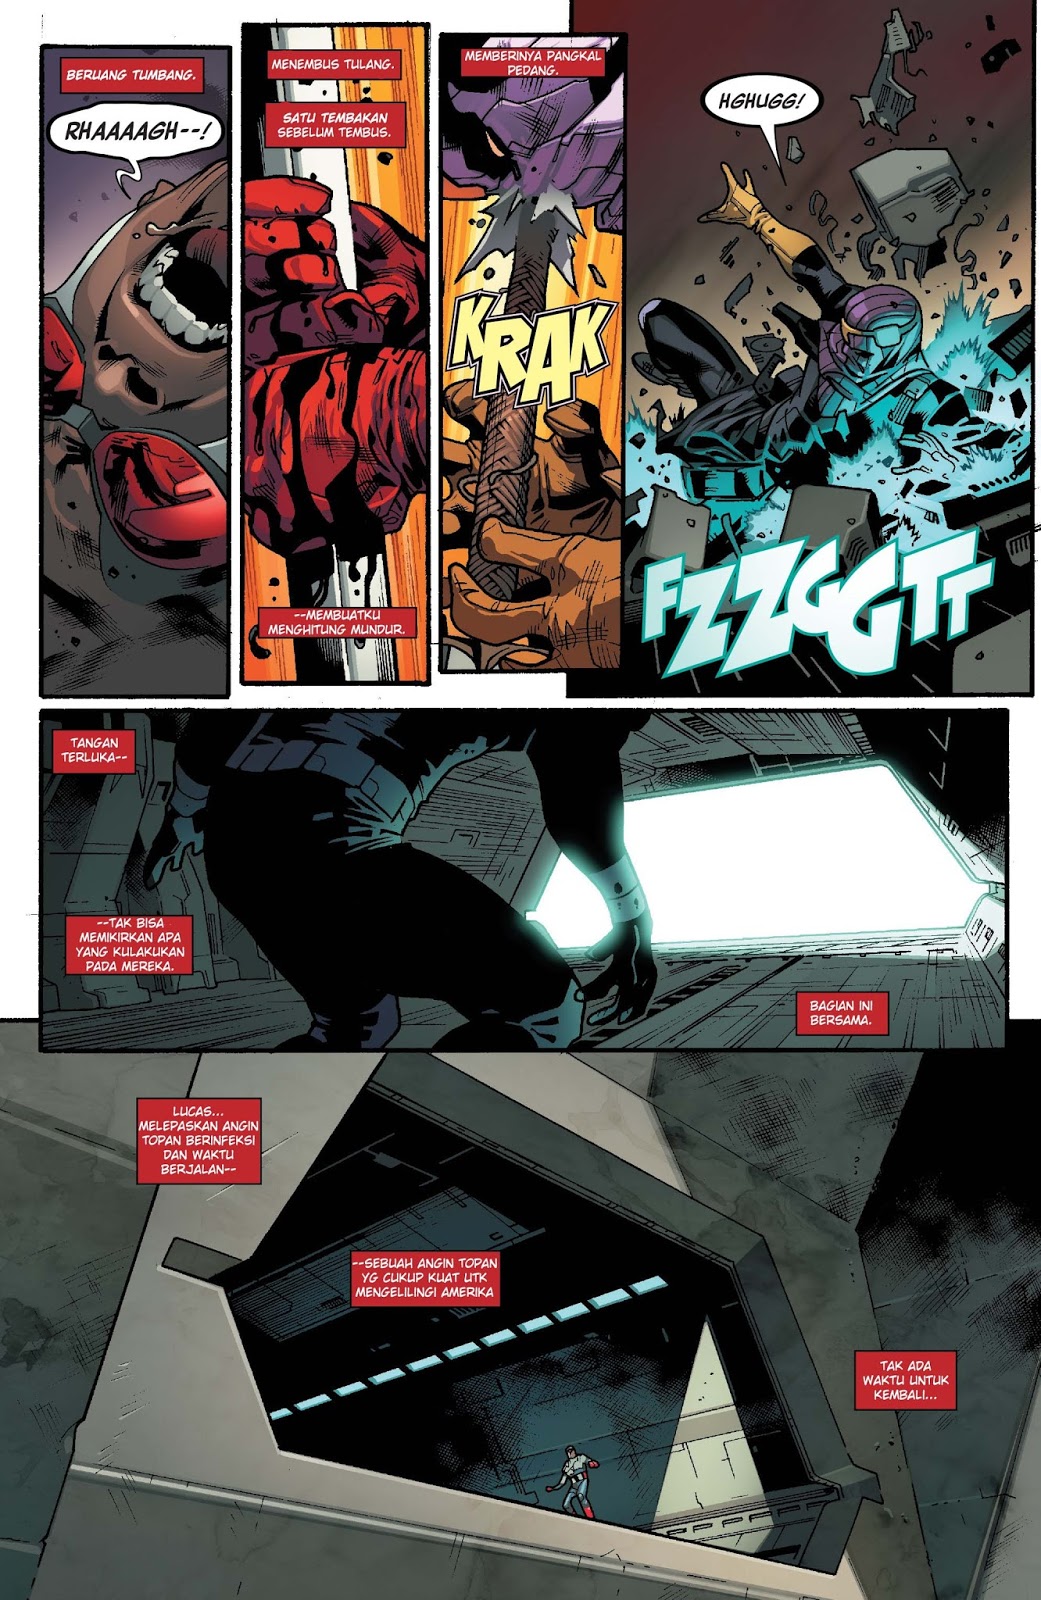 BERUANG TUMBANG.
RHAAAAGH--!
MENEMBUS TULANG.
SATU TEMBAKAN
SEBELUM TEMBUS.
--MEMBUATKU
MENGHITUNG MUNDUR.
MEMBERINYA PANGKAL
PEDANG.
KRAK
HGHUGG!
FZZGGTT
TANGAN
TERLUKA--
--TAK BISA
MEMIKIRKAN APA
YANG KULAKUKAN
PADA MEREKA.
BAGIAN INI
BERSAMA.
LUCAS...
MELEPASKAN ANGIN
TOPAN BERINFEKSI
DAN WAKTU
BERJALAN--
--SEBUAH ANGIN TOPAN
YG CUKUP KUAT UTK
MENGELILINGI AMERIKA
TAK ADA
WAKTU UNTUK
KEMBALI...